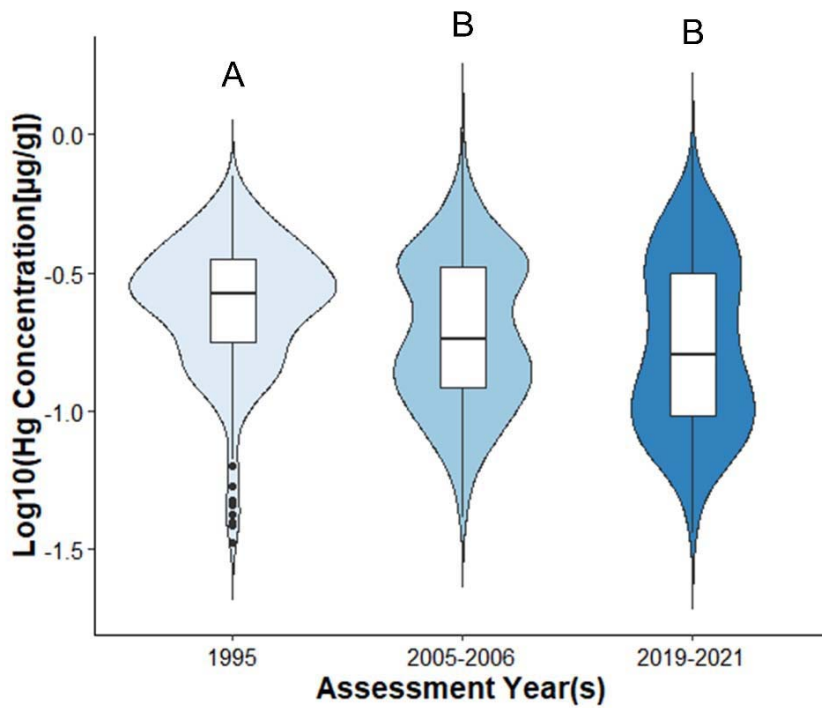 A
B
B
Log10(Hg Concentration[µg/g])
0.0
-0.5
-1.0
-1.5
1995
2005-2006
2019-2021
Assessment Year(s)